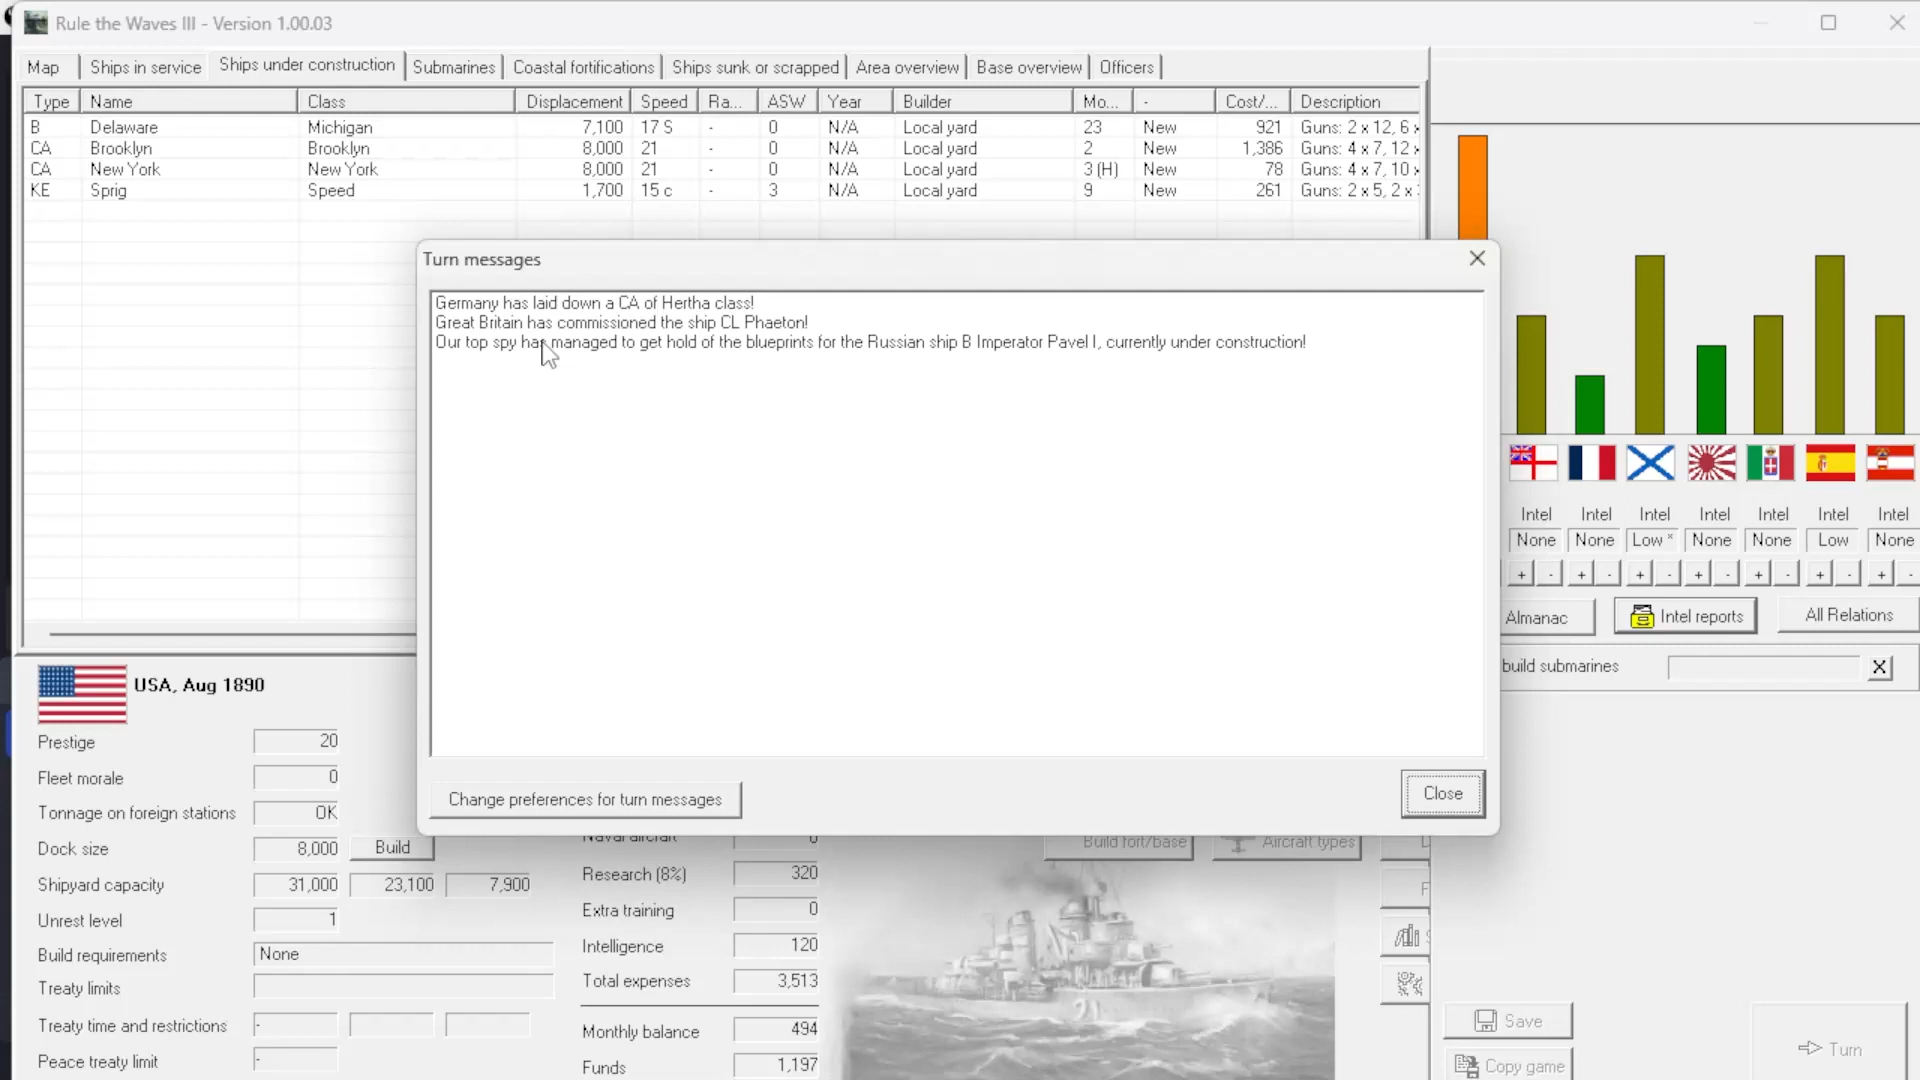 Rule the Waves III - Version 1.00.03
Map Ships in service Ships under construction Submarines Coastal fortifications Ships sunk or scrapped Area overview Base overview Officers
Type Name Class Displacement Speed Ra... ASW Year Builder Mo... - Cost/... Description
B Delaware Michigan 7,100 17 S - 0 N/A Local yard 23 New 921 Guns: 2 x 12, 6 x
CA Brooklyn Brooklyn 8,000 21 - 0 N/A Local yard 2 New 1,386 Guns: 4 x 7, 12 x
CA New York New York 8,000 21 - 0 N/A Local yard 3 (H) New 78 Guns: 4 x 7, 10 x
KE Sprig Speed 1,700 15 c - 3 N/A Local yard 9 New 261 Guns: 2 x 5, 2 x
Turn messages
Germany has laid down a CA of Hertha class!
Great Britain has commissioned the ship CL Phaeton!
Our top spy has managed to get hold of the blueprints for the Russian ship B Imperator Pavel I, currently under construction!
Change preferences for turn messages
Close
Intel Intel Intel Intel Intel Intel Intel
None None Low * None None Low None
+ - + - + - + - + - + - + -
Almanac Intel reports All Relations
build submarines X
USA, Aug 1890
Prestige 20
Fleet morale 0
Tonnage on foreign stations OK
Dock size 8,000 Build
Shipyard capacity 31,000 23,100 7,900
Unrest level 1
Build requirements None
Treaty limits
Treaty time and restrictions -
Peace treaty limit -
Naval aircraft 0
Research (8%) 320
Extra training 0
Intelligence 120
Total expenses 3,513
Monthly balance 494
Funds 1,197
Build fort/base Aircraft types
Save
Copy game
Turn